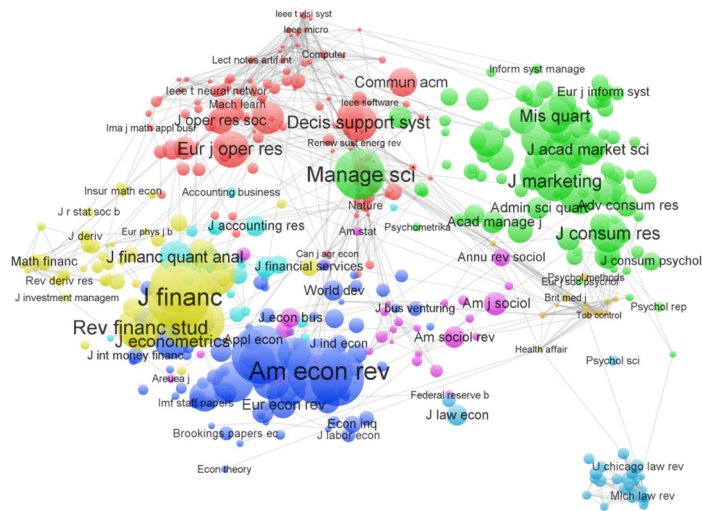 Ieee t vlsi syst
Ieee micro
Computer
Lect notes artif int
Ieee t neural networ
Mach learn
J oper res soc
Ima j math appl busi
Eur j oper res
Commun acm
Ieee software
Decis support syst
Renew sust energ rev
Manage sci
Nature
Am stat
Psychometrika
Inform syst manage
Eur j inform syst
Mis quart
J acad market sci
J marketing
Adv consum res
Admin sci quart
Acad manage j
J consum res
J consum psychol
Annu rev sociol
Eur j soc psychol
Psychol methods
Brit med j
Tob control
Psychol rep
Health affair
Psychol sci
Insur math econ
Accounting business
J r stat soc b
Eur phys j b
J accounting res
J deriv
Math financ
J financ quant anal
Can j agr econ
J financial services
Rev deriv res
J investment managem
J financ
World dev
J bus venturing
Am j sociol
Rev financ stud
J econ bus
J econometrics
Appl econ
J ind econ
Am sociol rev
J int money financ
Areuea j
Am econ rev
Imf staff papers
Eur econ rev
Federal reserve b
J law econ
Econ inq
Brookings papers ec
J labor econ
Econ theory
U chicago law rev
Mich law rev